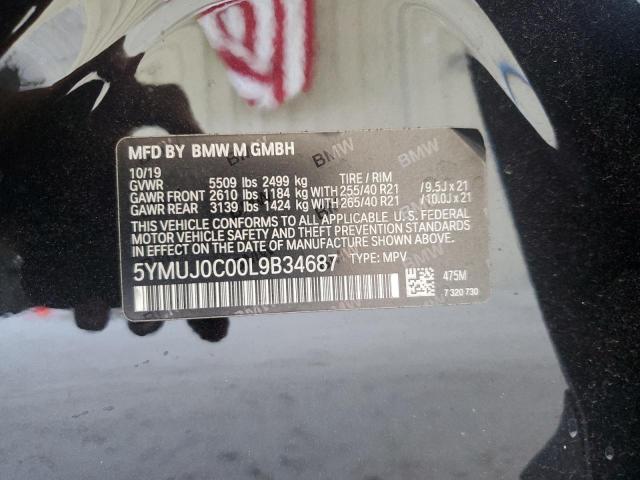 MFD BY BMW M GMBH
10/19
GVWR 5509 lbs 2499 kg TIRE / RIM
GAWR FRONT 2610 lbs 1184 kg WITH 255/40 R21 /9.5J x 21
GAWR REAR 3139 lbs 1424 kg WITH 265/40 R21 /10.0J x 21
THIS VEHICLE CONFORMS TO ALL APPLICABLE U. S. FEDERAL
MOTOR VEHICLE SAFETY AND THEFT PREVENTION STANDARDS
IN EFFECT ON THE DATE OF MANUFACTURE SHOWN ABOVE.
5YMUJ0C00L9B34687 TYPE: MPV
475M
7 320 730